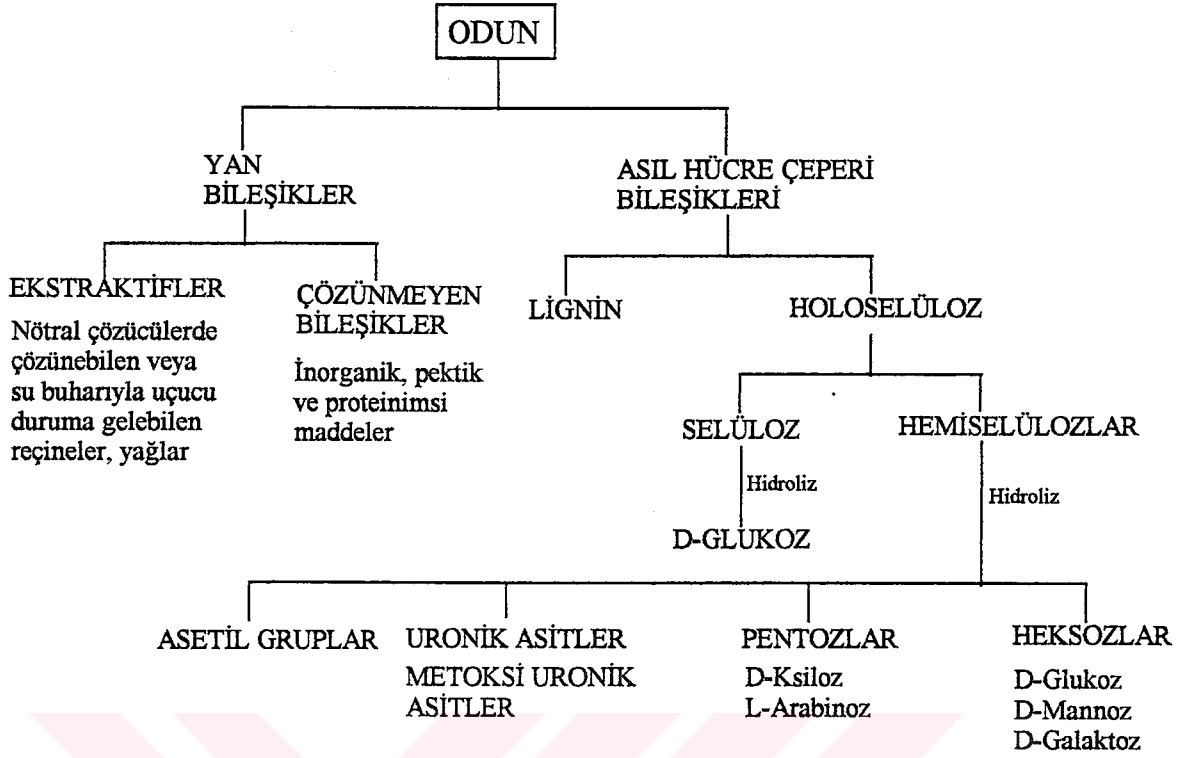 ODUN
YAN
BİLEŞİKLER
ASIL HÜCRE ÇEPERİ
BİLEŞİKLERİ
EKSTRAKTİFLER
Nötral çözücülerde
çözünebilen veya
su buharıyla uçucu
duruma gelebilen
reçineler, yağlar
ÇÖZÜNMEYEN
BİLEŞİKLER
İnorganik, pektik
ve proteinimsi
maddeler
LİGNİN
HOLOSELÜLOZ
SELÜLOZ
HEMİSELÜLOZLAR
Hidroliz
Hidroliz
D-GLUKOZ
ASETİL GRUPLAR
URONİK ASİTLER
METOKSİ URONİK
ASİTLER
PENTOZLAR
D-Ksiloz
L-Arabinoz
HEKSOZLAR
D-Glukoz
D-Mannoz
D-Galaktoz